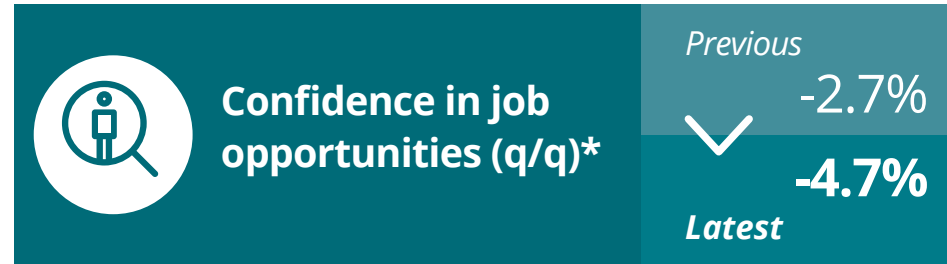 Confidence in job
opportunities (q/q)*
Previous
-2.7%
-4.7%
Latest